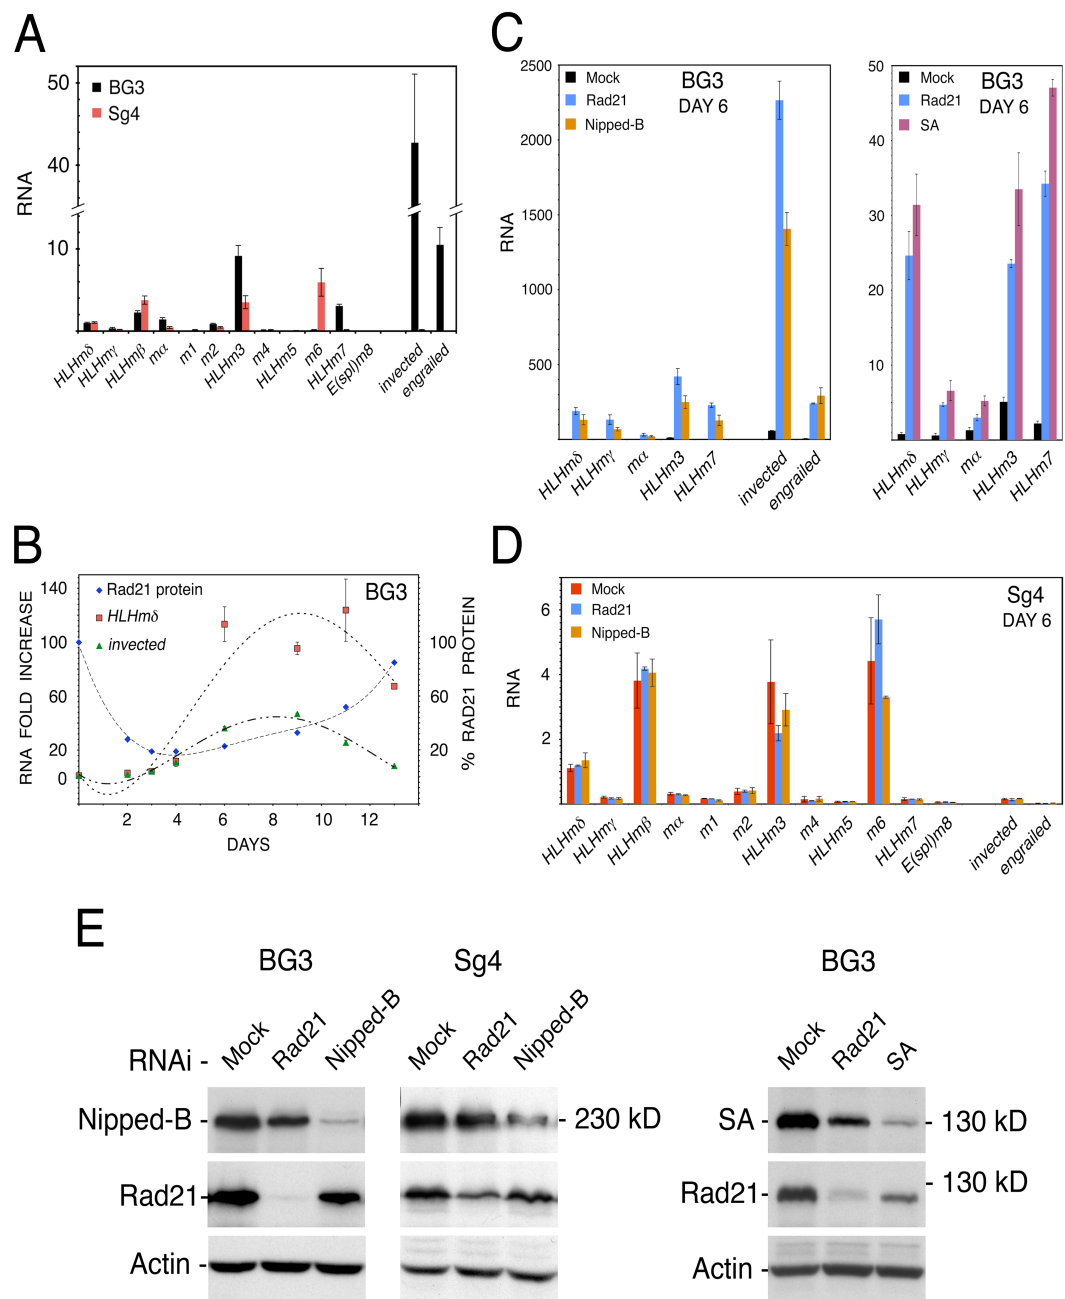 A
52
50
40
10
RNA
BG3
Sg4
HLHmδ
HLHmγ
HLHmβ
mα
m1
m2
HLHm3
m4
HLHm5
m6
HLHm7
E(spl)m8
invected
engrailed
C
2500
2000
1500
1000
500
RNA
Mock
Rad21
Nipped-B
BG3
DAY 6
HLHmδ
HLHmγ
mα
HLHm3
HLHm7
invected
engrailed
50
40
30
20
10
Mock
Rad21
SA
BG3
DAY 6
HLHmδ
HLHmγ
mα
HLHm3
HLHm7
B
140
100
60
20
0
RNA FOLD INCREASE
Rad21 protein
HLHmδ
invected
BG3
100
60
20
% RAD21 PROTEIN
2 4 6 8 10 12
DAYS
D
6
4
2
RNA
Mock
Rad21
Nipped-B
Sg4
DAY 6
HLHmδ
HLHmγ
HLHmβ
mα
m1
m2
HLHm3
m4
HLHm5
m6
HLHm7
E(spl)m8
invected
engrailed
E
BG3
Sg4
BG3
RNAi -
Mock
Rad21
Nipped-B
Mock
Rad21
Nipped-B
Mock
Rad21
SA
Nipped-B -
- 230 kD
SA -
- 130 kD
Rad21 -
Rad21 -
- 130 kD
Actin -
Actin -